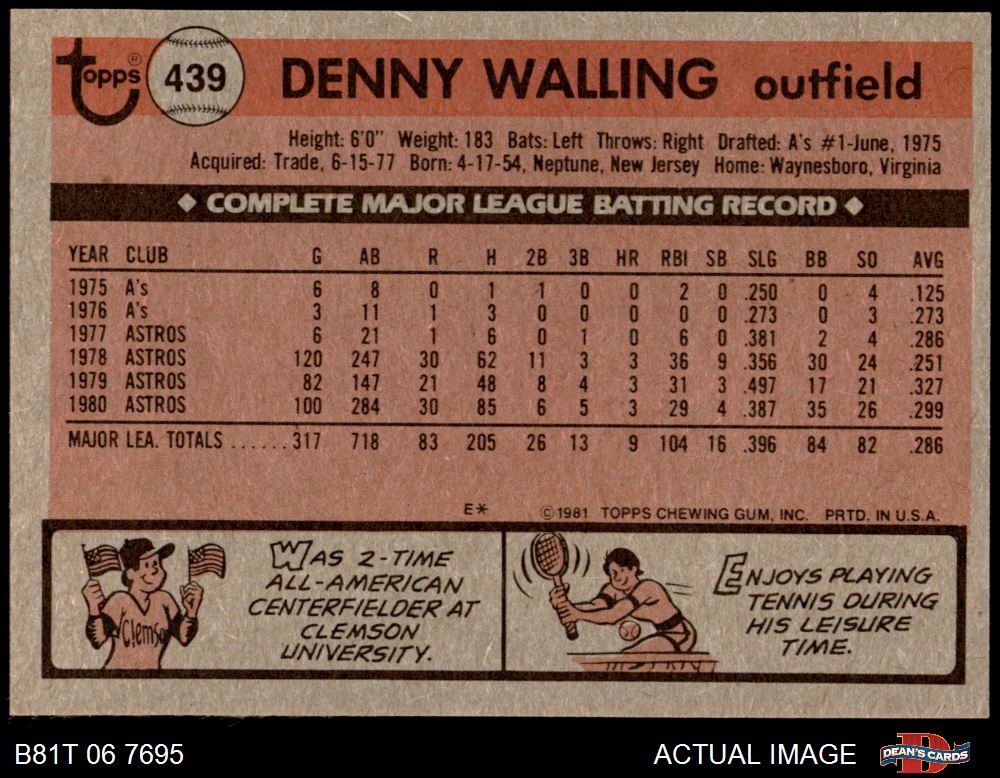 Topps® 439 DENNY WALLING outfield
Height: 6'0" Weight: 183 Bats: Left Throws: Right Drafted: A's #1-June, 1975
Acquired: Trade, 6-15-77 Born: 4-17-54, Neptune, New Jersey Home: Waynesboro, Virginia
◆ COMPLETE MAJOR LEAGUE BATTING RECORD ◆
YEAR CLUB G AB R H 2B 3B HR RBI SB SLG BB SO AVG
1975 A's 6 8 0 1 1 0 0 2 0 .250 0 4 .125
1976 A's 3 11 1 3 0 0 0 0 0 .273 0 3 .273
1977 ASTROS 6 21 1 6 0 1 0 6 0 .381 2 4 .286
1978 ASTROS 120 247 30 62 11 3 3 36 9 .356 30 24 .251
1979 ASTROS 82 147 21 48 8 4 3 31 3 .497 17 21 .327
1980 ASTROS 100 284 30 85 6 5 3 29 4 .387 35 26 .299
MAJOR LEA. TOTALS ......317 718 83 205 26 13 9 104 16 .396 84 82 .286
E* ©1981 TOPPS CHEWING GUM, INC. PRTD. IN U.S.A.
WAS 2-TIME
ALL-AMERICAN
CENTERFIELDER AT
CLEMSON
UNIVERSITY.
Clemso
ENJOYS PLAYING
TENNIS DURING
HIS LEISURE
TIME.
B81T 06 7695 ACTUAL IMAGE DEAN'S CARDS